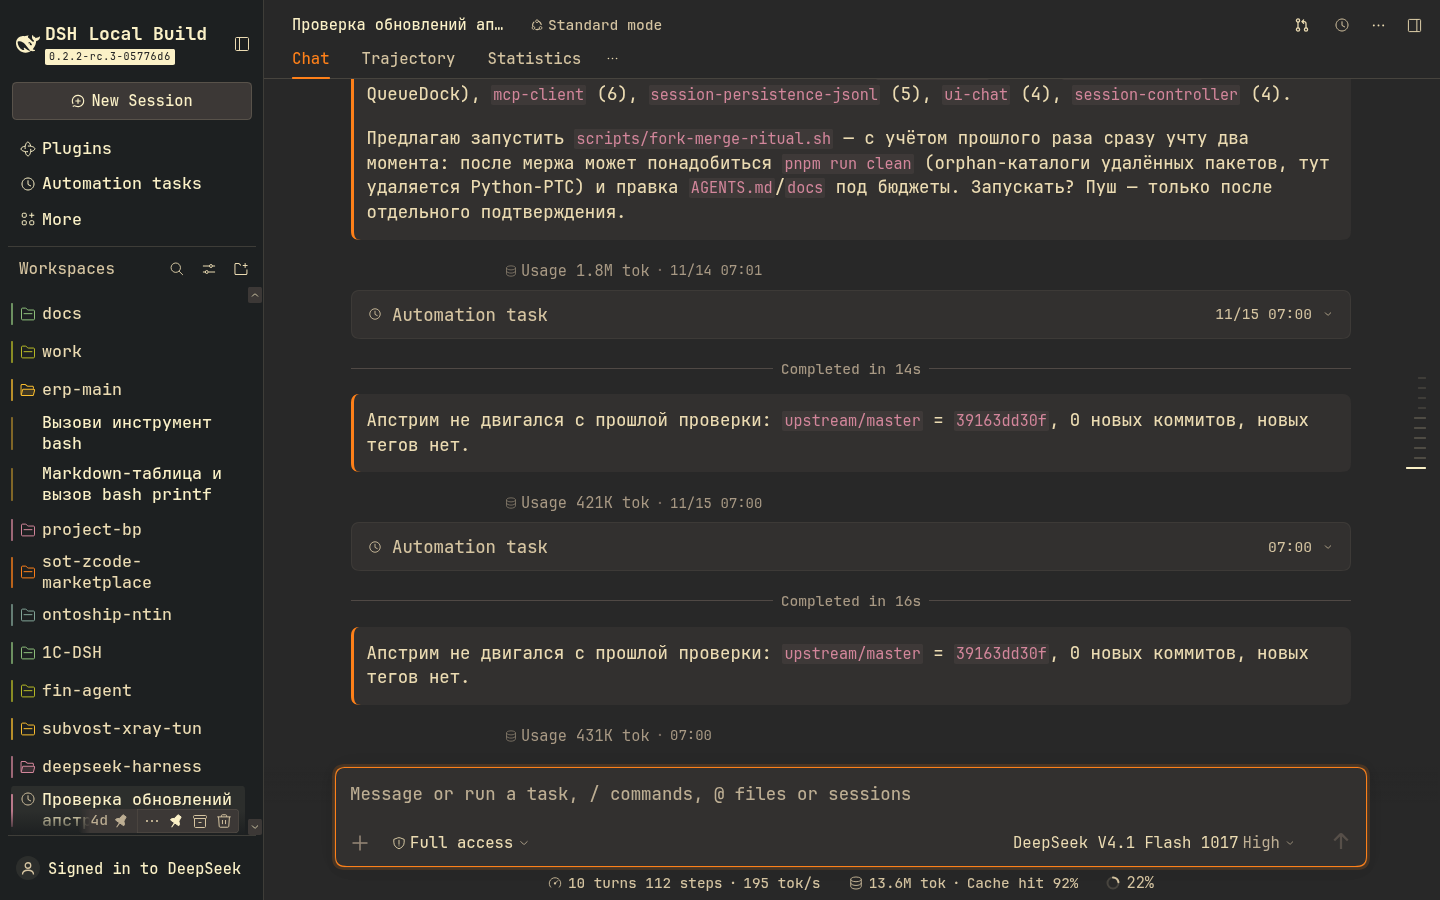 DSH Local Build
0.2.2-rc.3-05776d6
New Session
Plugins
Automation tasks
More
Workspaces
docs
work
erp-main
Вызови инструмент
bash
Markdown-таблица и
вызов bash printf
project-bp
sot-zcode-
marketplace
ontoship-ntin
1C-DSH
fin-agent
subvost-xray-tun
deepseek-harness
Проверка обновлений
апст
4d
Signed in to DeepSeek
Проверка обновлений ап…
Standard mode
Chat
Trajectory
Statistics
QueueDock), mcp-client (6), session-persistence-jsonl (5), ui-chat (4), session-controller (4).
Предлагаю запустить scripts/fork-merge-ritual.sh — с учётом прошлого раза сразу учту два
момента: после мержа может понадобиться pnpm run clean (orphan-каталоги удалённых пакетов, тут
удаляется Python-PTC) и правка AGENTS.md/docs под бюджеты. Запускать? Пуш — только после
отдельного подтверждения.
Usage 1.8M tok · 11/14 07:01
Automation task
11/15 07:00
Completed in 14s
Апстрим не двигался с прошлой проверки: upstream/master = 39163dd30f, 0 новых коммитов, новых
тегов нет.
Usage 421K tok · 11/15 07:00
Automation task
07:00
Completed in 16s
Апстрим не двигался с прошлой проверки: upstream/master = 39163dd30f, 0 новых коммитов, новых
тегов нет.
Usage 431K tok · 07:00
Message or run a task, / commands, @ files or sessions
Full access
DeepSeek V4.1 Flash 1017 High
10 turns 112 steps · 195 tok/s
13.6M tok · Cache hit 92%
22%